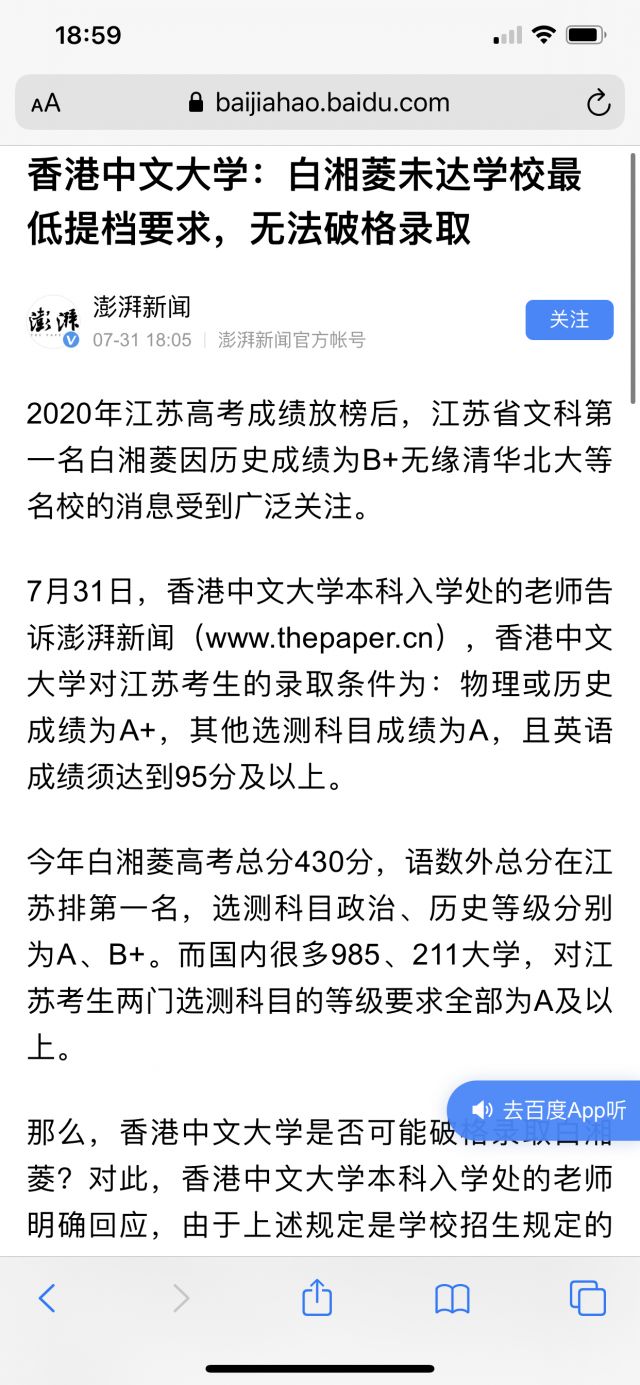 18:59
AA
baijiahao.baidu.com
香港中文大学：白湘菱未达学校最
低提档要求，无法破格录取
澎湃
澎湃新闻
07-31 18:05
澎湃新闻官方帐号
关注
2020年江苏高考成绩放榜后，江苏省文科第
一名白湘菱因历史成绩为B+无缘清华北大等
名校的消息受到广泛关注。
7月31日，香港中文大学本科入学处的老师告
诉澎湃新闻（www.thepaper.cn），香港中文
大学对江苏考生的录取条件为：物理或历史
成绩为A+，其他选测科目成绩为A，且英语
成绩须达到95分及以上。
今年白湘菱高考总分430分，语数外总分在江
苏排第一名，选测科目政治、历史等级分别
为A、B+。而国内很多985、211大学，对江
苏考生两门选测科目的等级要求全部为A及以
上。
去百度App听
那么，香港中文大学是否可能破格录取白湘
菱？对此，香港中文大学本科入学处的老师
明确回应，由于上述规定是学校招生规定的